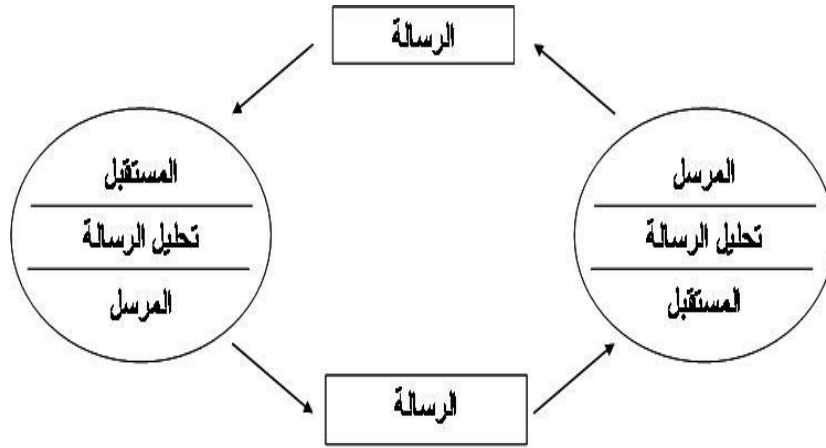 الرسالة
المرسل
تحليل الرسالة
المستقبل
المستقبل
تحليل الرسالة
المرسل
الرسالة